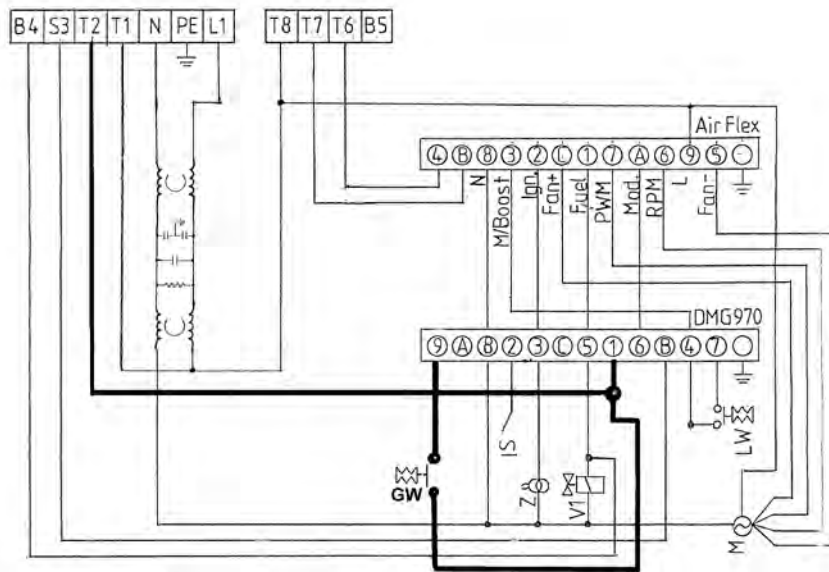 B4 S3 T2 T1 N PE L1 T8 T7 T6 B5
Air Flex
4 B 8 3 2 C 1 7 A 6 9 5
N
M/Boost
Ign.
Fan+
Fuel
PWM
Mod.
RPM
L
Fan-
DMG970
9 A 8 2 3 C 5 1 6 B 4 7
IS
GW
Z
V1
LW
M